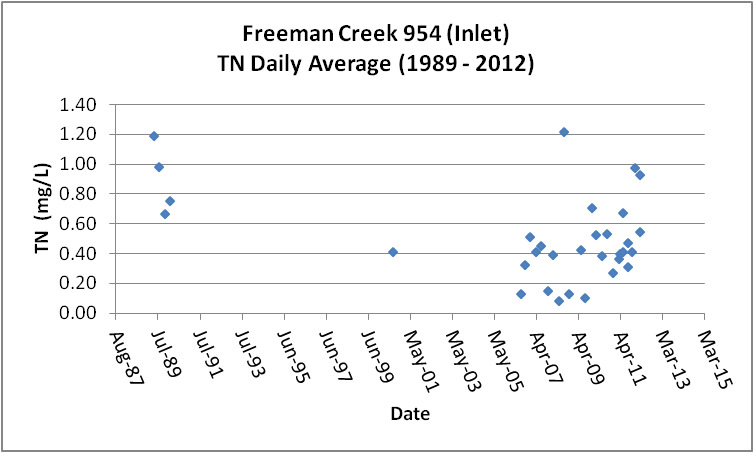 Freeman Creek 954 (Inlet)
TN Daily Average (1989 - 2012)
1.40
1.20
1.00
0.80
0.60
0.40
0.20
0.00
TN (mg/L)
Aug-87
Jul-89
Jul-91
Jul-93
Jun-95
Jun-97
Jun-99
May-01
May-03
May-05
Apr-07
Apr-09
Apr-11
Mar-13
Mar-15
Date